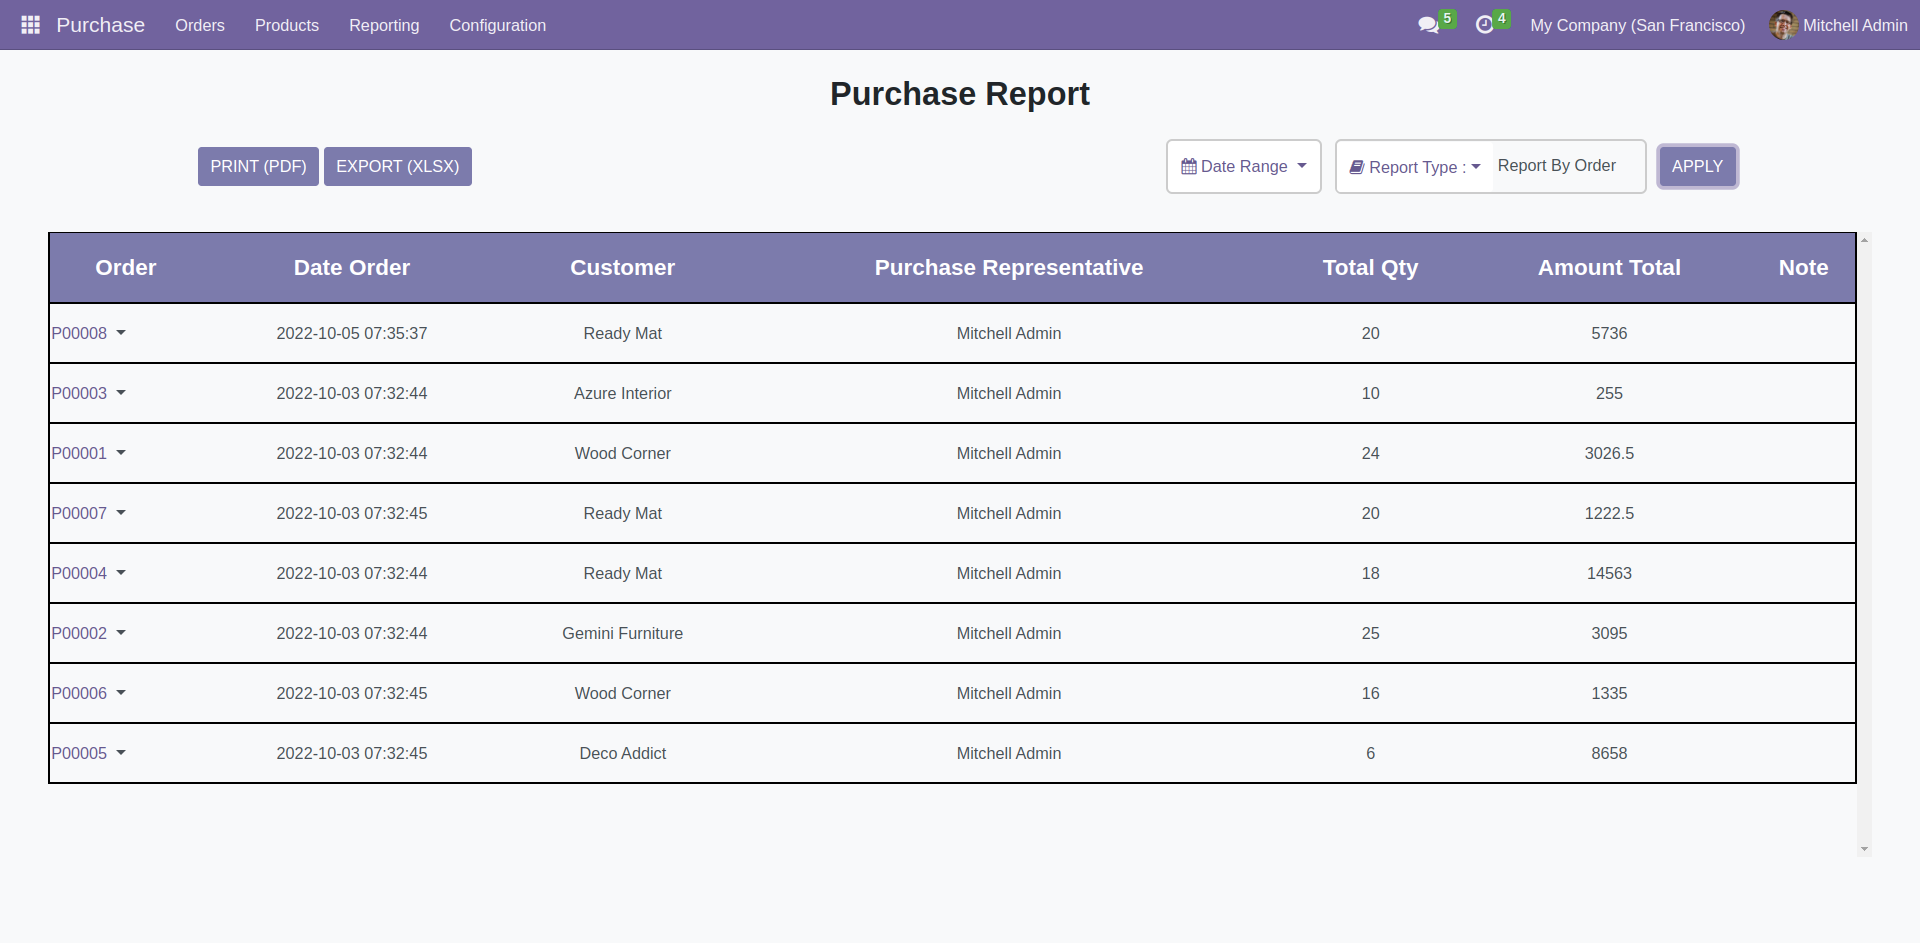 Purchase Orders Products Reporting Configuration 5 4 My Company (San Francisco) Mitchell Admin
Purchase Report
PRINT (PDF) EXPORT (XLSX) Date Range Report Type : Report By Order APPLY
Order Date Order Customer Purchase Representative Total Qty Amount Total Note
P00008 2022-10-05 07:35:37 Ready Mat Mitchell Admin 20 5736
P00003 2022-10-03 07:32:44 Azure Interior Mitchell Admin 10 255
P00001 2022-10-03 07:32:44 Wood Corner Mitchell Admin 24 3026.5
P00007 2022-10-03 07:32:45 Ready Mat Mitchell Admin 20 1222.5
P00004 2022-10-03 07:32:44 Ready Mat Mitchell Admin 18 14563
P00002 2022-10-03 07:32:44 Gemini Furniture Mitchell Admin 25 3095
P00006 2022-10-03 07:32:45 Wood Corner Mitchell Admin 16 1335
P00005 2022-10-03 07:32:45 Deco Addict Mitchell Admin 6 8658